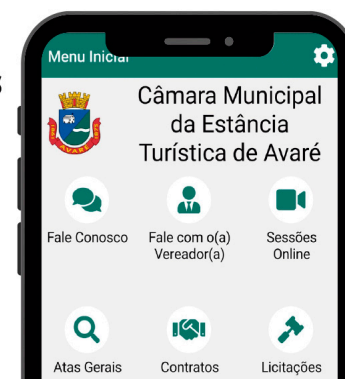 s
Menu Inicial
Câmara Municipal
da Estância
Turística de Avaré
AVARÉ
Fale Conosco
Fale com o(a)
Vereador(a)
Sessões
Online
Atas Gerais
Contratos
Licitações